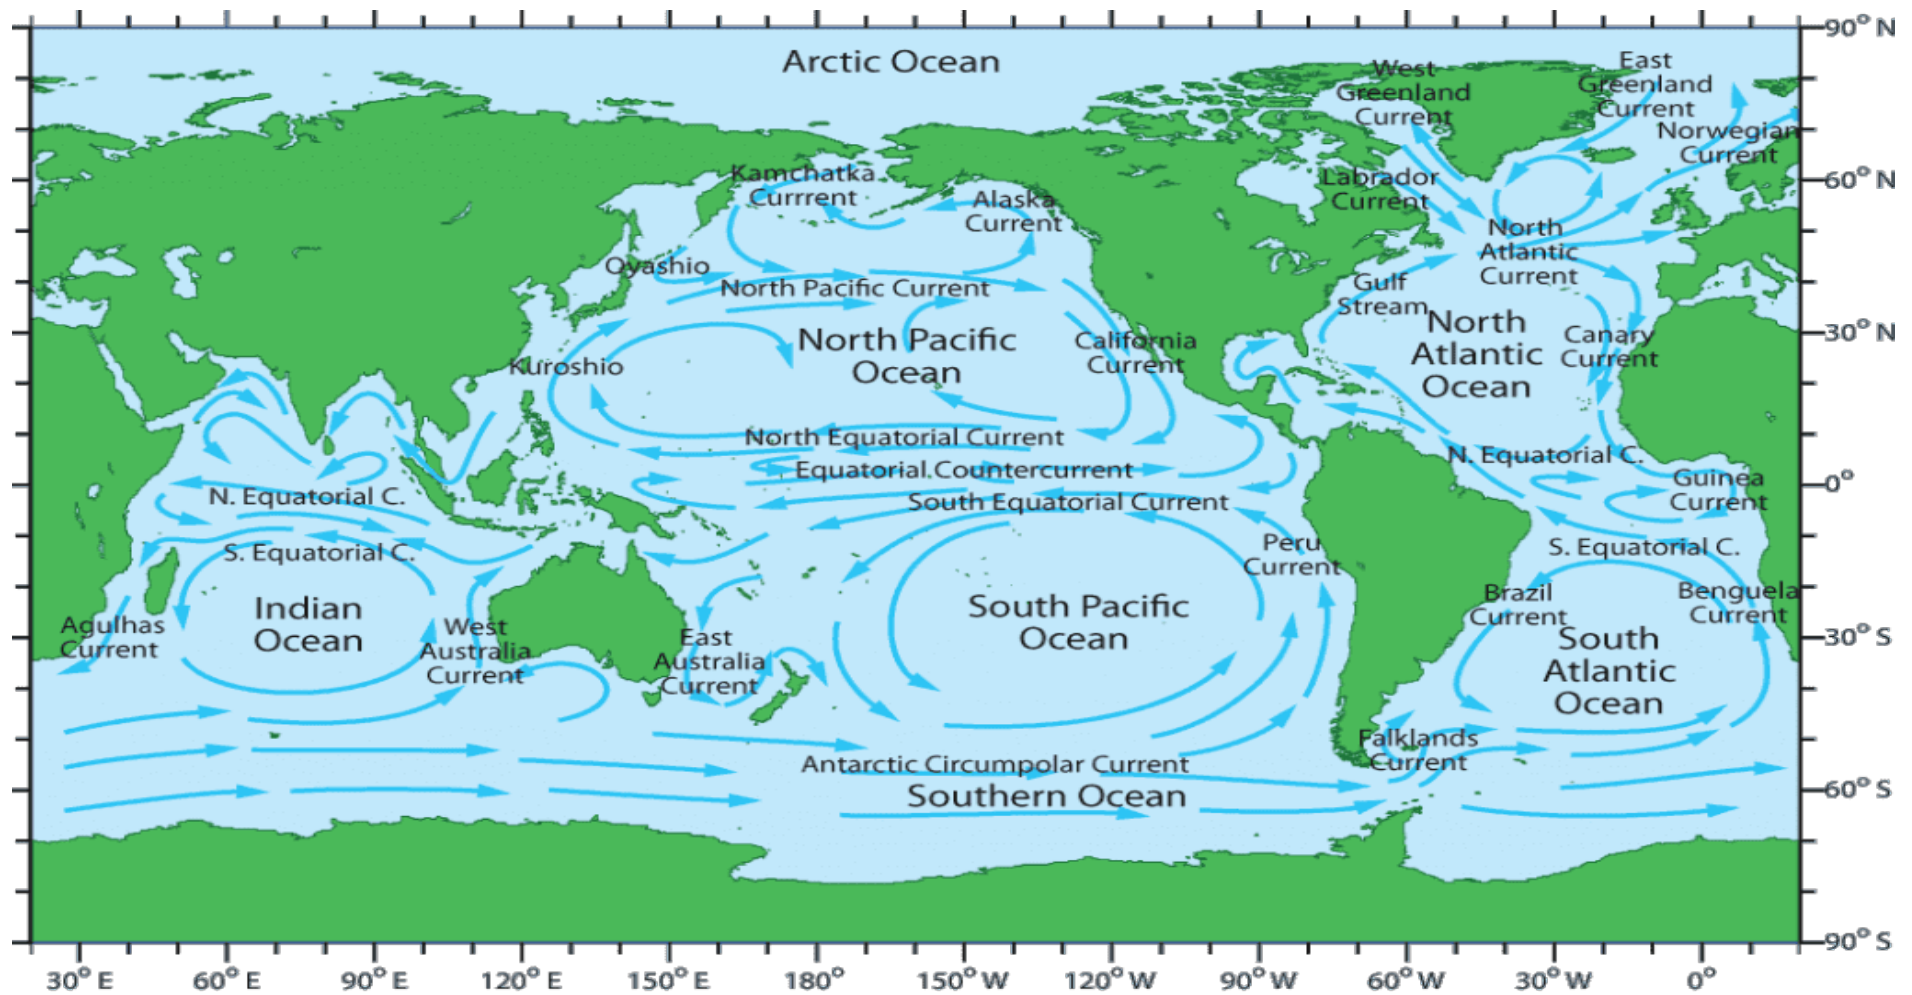 90° N
Arctic Ocean
West
Greenland
Current
East
Greenland
Current
Norwegian
Current
Kamchatka
Currrent
Alaska
Current
Labrador
Current
60° N
North
Atlantic
Current
Oyashio
North Pacific Current
Gulf
Stream
North Pacific
Ocean
California
Current
North
Atlantic
Ocean
Canary
Current
30° N
Kuroshio
North Equatorial Current
Equatorial Countercurrent
South Equatorial Current
N. Equatorial C.
Guinea
Current
0°
N. Equatorial C.
S. Equatorial C.
Peru
Current
S. Equatorial C.
Indian
Ocean
South Pacific
Ocean
Brazil
Current
Benguela
Current
Agulhas
Current
West
Australia
Current
East
Australia
Current
South
Atlantic
Ocean
30° S
Falklands
Current
Antarctic Circumpolar Current
Southern Ocean
60° S
90° S
30° E
60° E
90° E
120° E
150° E
180°
150° W
120° W
90° W
60° W
30° W
0°